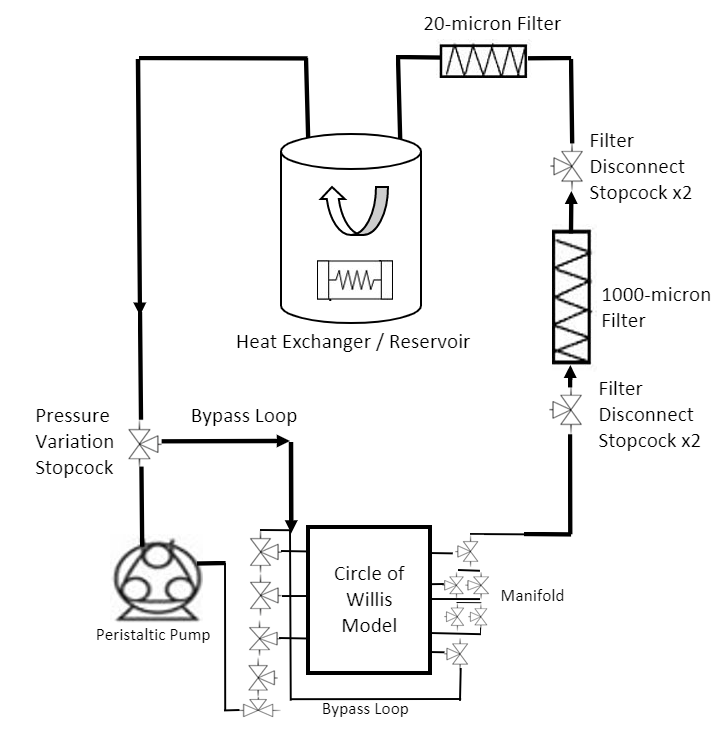 20-micron Filter
Filter
Disconnect
Stopcock x2
1000-micron
Filter
Heat Exchanger / Reservoir
Filter
Disconnect
Stopcock x2
Pressure
Variation
Stopcock
Bypass Loop
Circle of
Willis
Model
Manifold
Peristaltic Pump
Bypass Loop